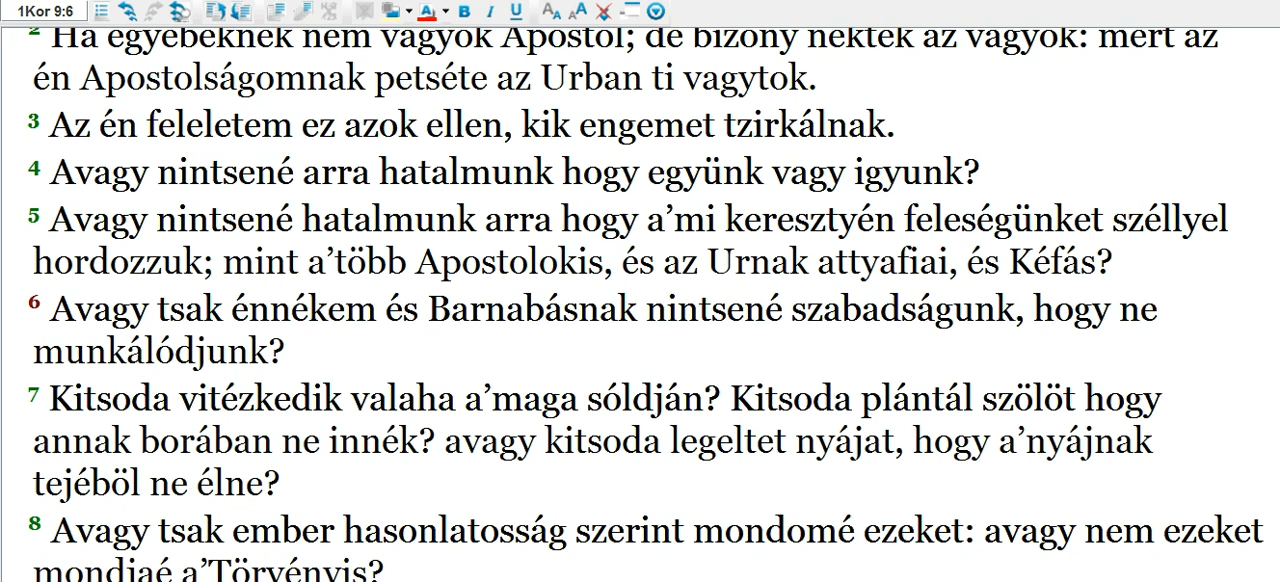 1Kor 9:6
2 Ha egyebeknek nem vagyok Apostol; de bizony néktek az vagyok: mert az
én Apostolságomnak petséte az Urban ti vagytok.
3 Az én feleletem ez azok ellen, kik engemet tzirkálnak.
4 Avagy nintsené arra hatalmunk hogy együnk vagy igyunk?
5 Avagy nintsené hatalmunk arra hogy a’mi keresztyén feleségünket széllyel
hordozzuk; mint a’több Apostolokis, és az Urnak attyafiai, és Kéfás?
6 Avagy tsak énnékem és Barnabásnak nintsené szabadságunk, hogy ne
munkálódjunk?
7 Kitsoda vitézkedik valaha a’maga sóldján? Kitsoda plántál szölöt hogy
annak borában ne innék? avagy kitsoda legeltet nyájat, hogy a’nyájnak
tejéböl ne élne?
8 Avagy tsak ember hasonlatosság szerint mondomé ezeket: avagy nem ezeket
mondjaé a’Törvényis?